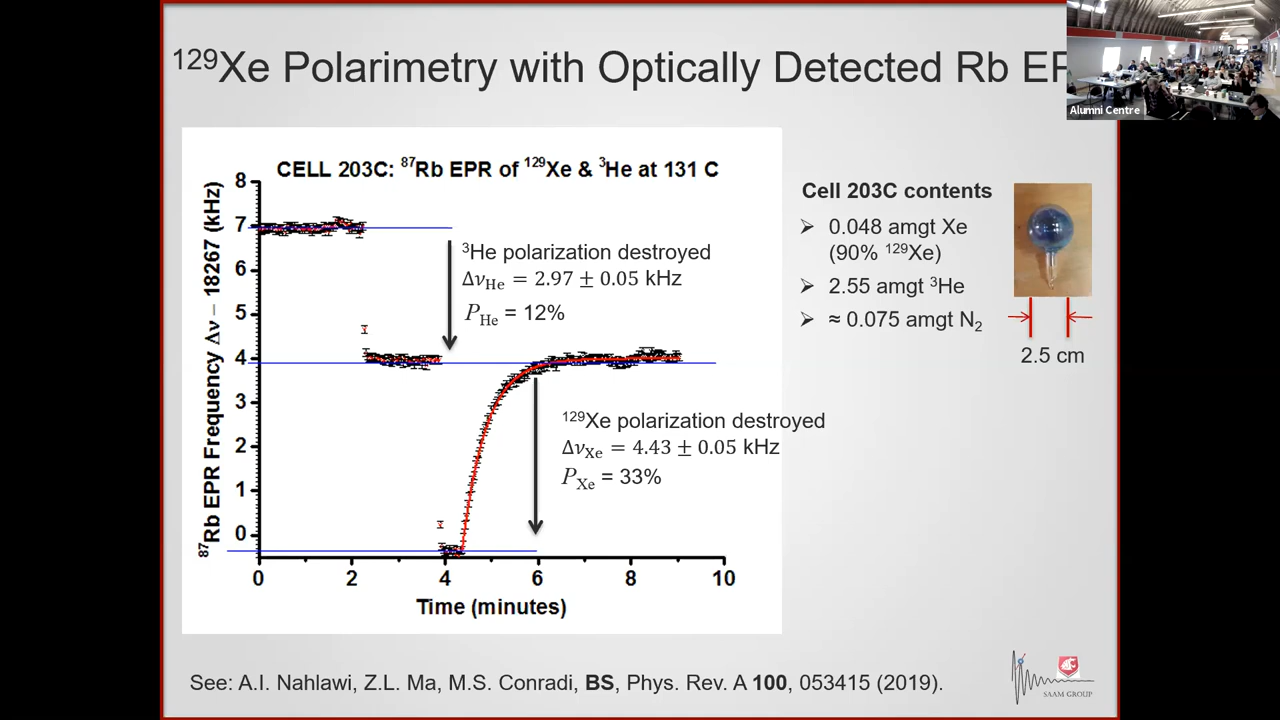 ¹²⁹Xe Polarimetry with Optically Detected Rb EP
Alumni Centre
CELL 203C: ⁸⁷Rb EPR of ¹²⁹Xe & ³He at 131 C
⁸⁷Rb EPR Frequency Δν – 18267 (kHz)
8
7
6
5
4
3
2
1
0
0 2 4 6 8 10
Time (minutes)
³He polarization destroyed
Δν_He = 2.97 ± 0.05 kHz
P_He = 12%
¹²⁹Xe polarization destroyed
Δν_Xe = 4.43 ± 0.05 kHz
P_Xe = 33%
Cell 203C contents
➢ 0.048 amgt Xe
(90% ¹²⁹Xe)
➢ 2.55 amgt ³He
➢ ≈ 0.075 amgt N₂
2.5 cm
See: A.I. Nahlawi, Z.L. Ma, M.S. Conradi, BS, Phys. Rev. A 100, 053415 (2019).
SAAM GROUP